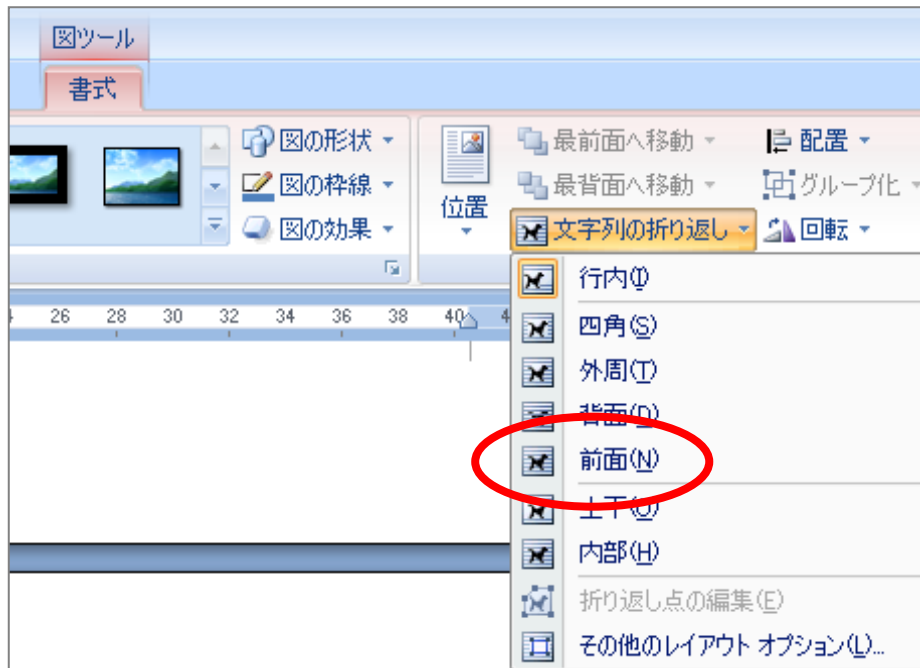 図ツール
書式
図の形状
図の枠線
図の効果
位置
最前面へ移動
最背面へ移動
文字列の折り返し
配置
グループ化
回転
26 28 30 32 34 36 38 40
行内(I)
四角(S)
外周(T)
背面(D)
前面(N)
上下(O)
内部(H)
折り返し点の編集(E)
その他のレイアウト オプション(L)...